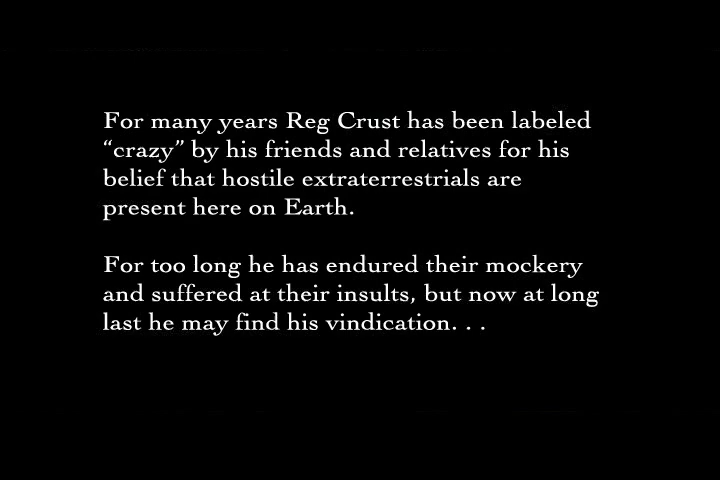 For many years Reg Crust has been labeled
“crazy” by his friends and relatives for his
belief that hostile extraterrestrials are
present here on Earth.
For too long he has endured their mockery
and suffered at their insults, but now at long
last he may find his vindication. . .